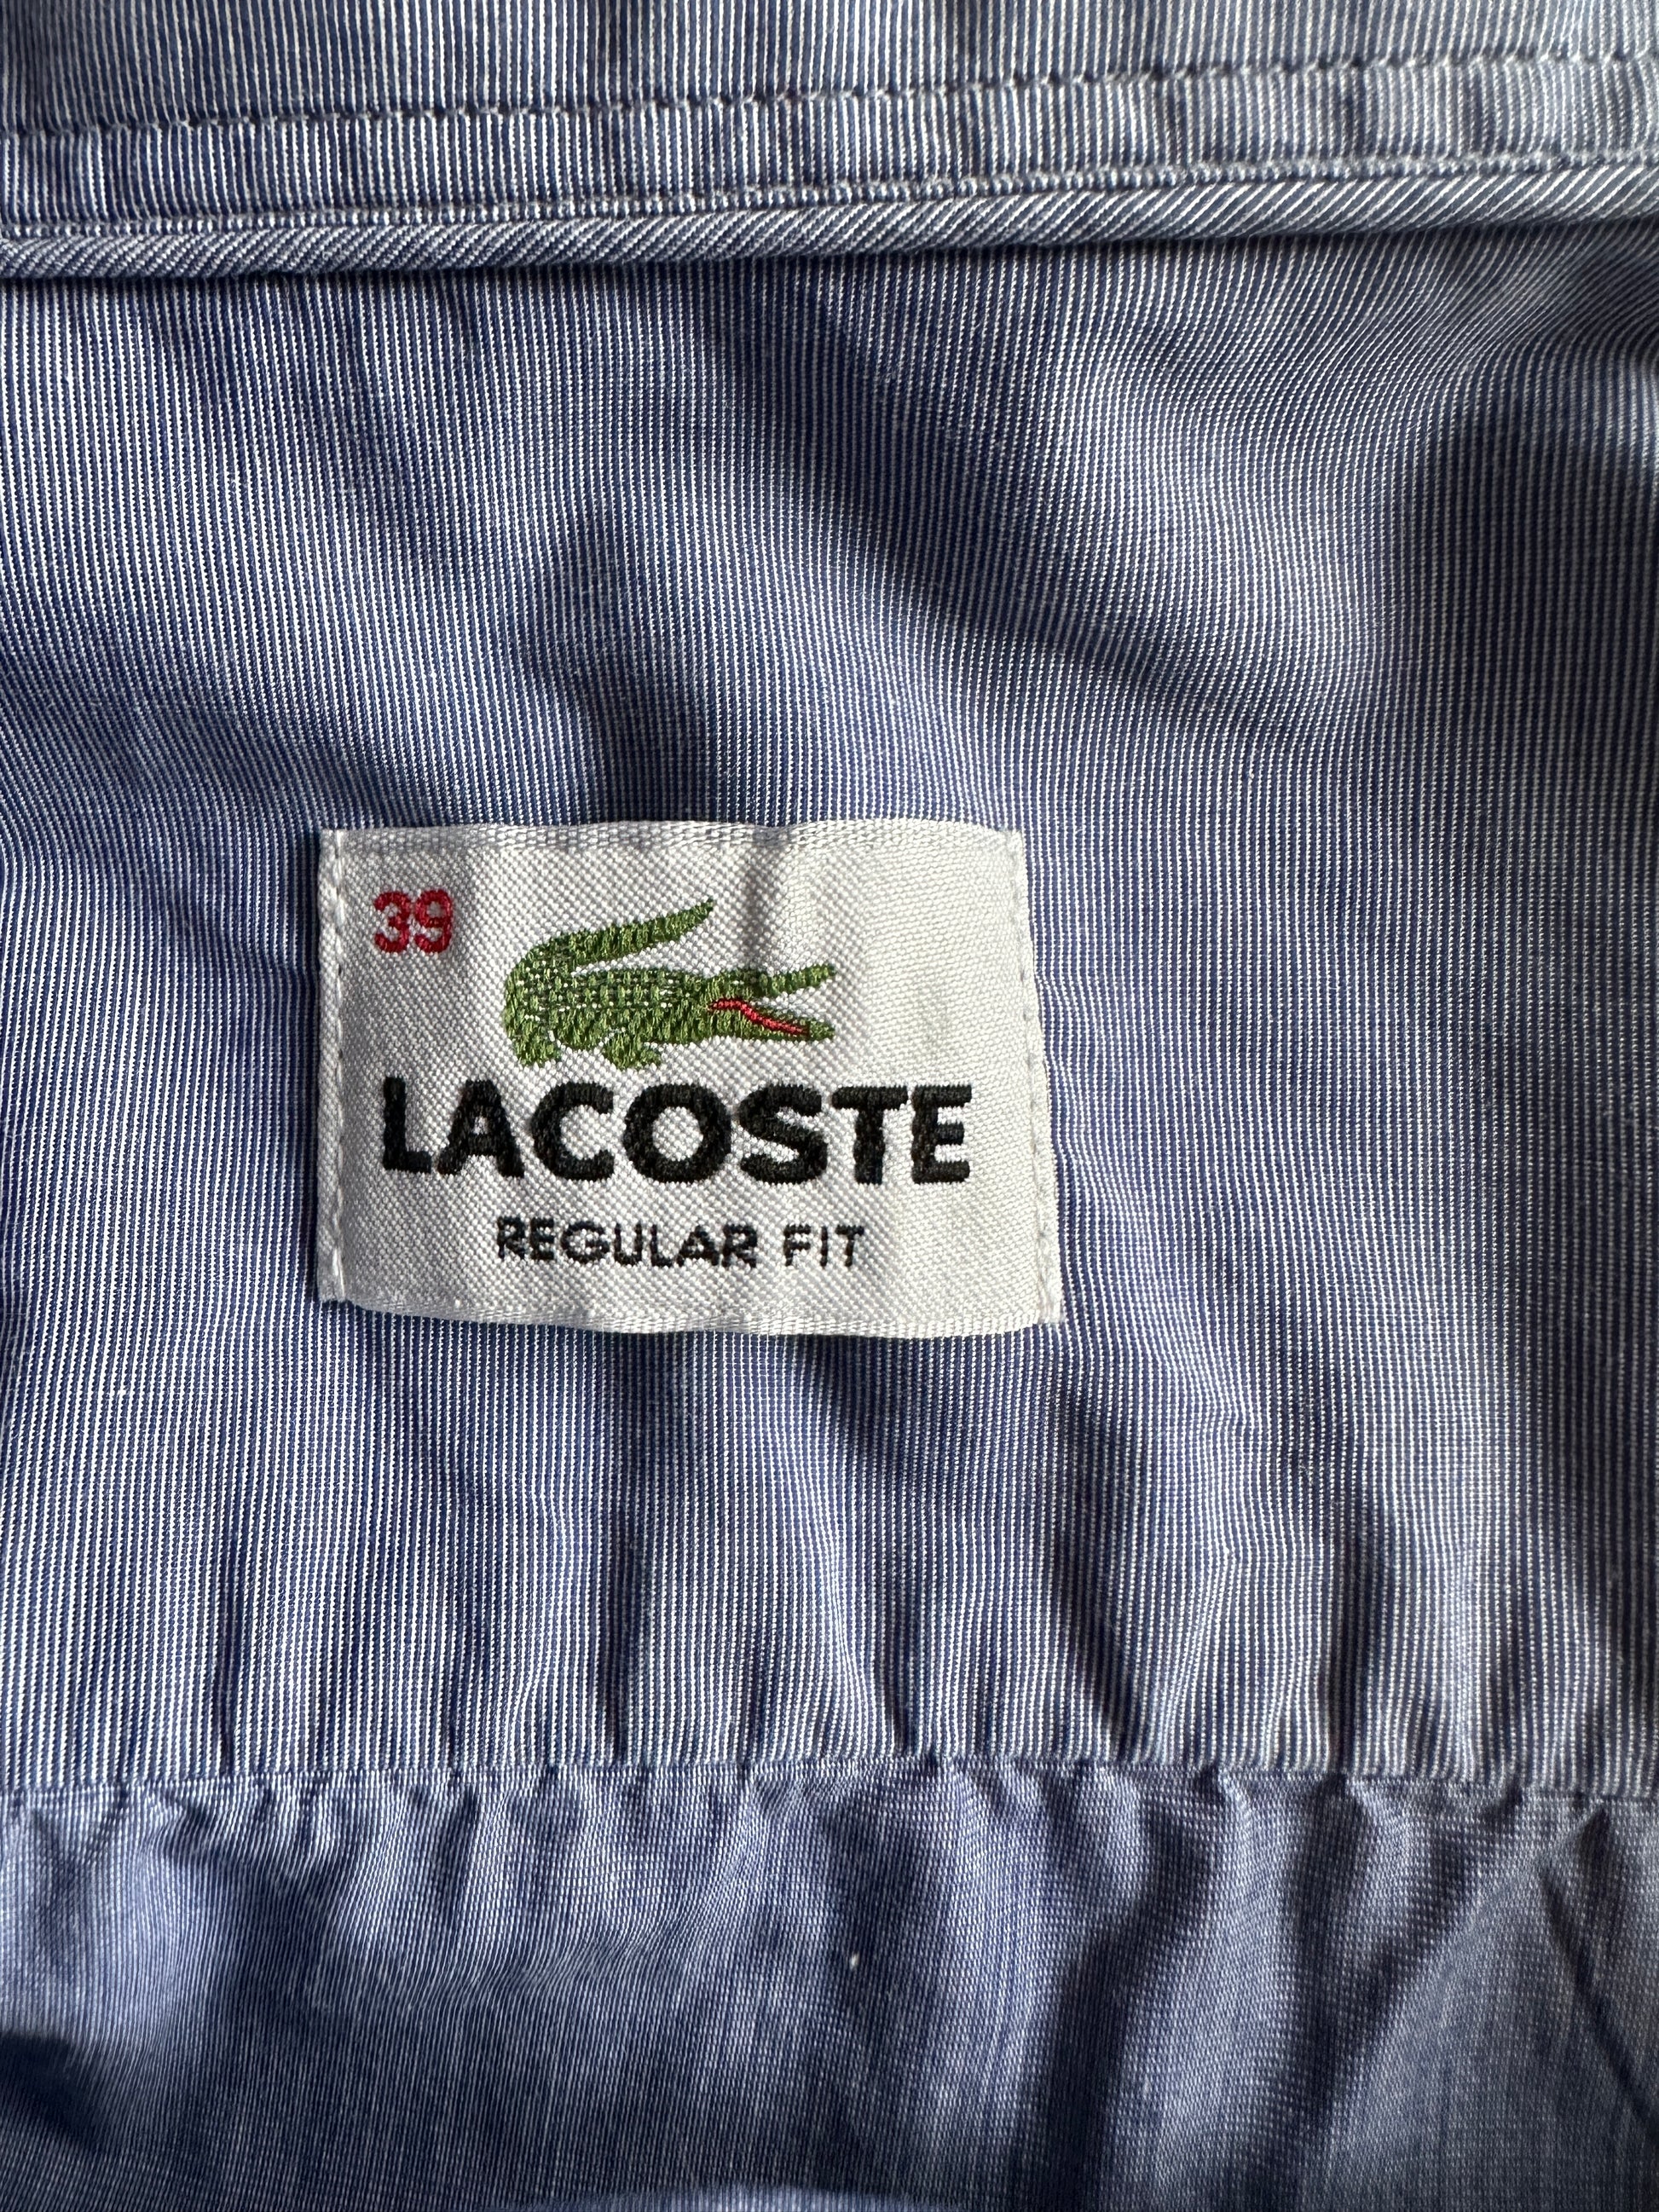 39
LACOSTE
REGULAR FIT